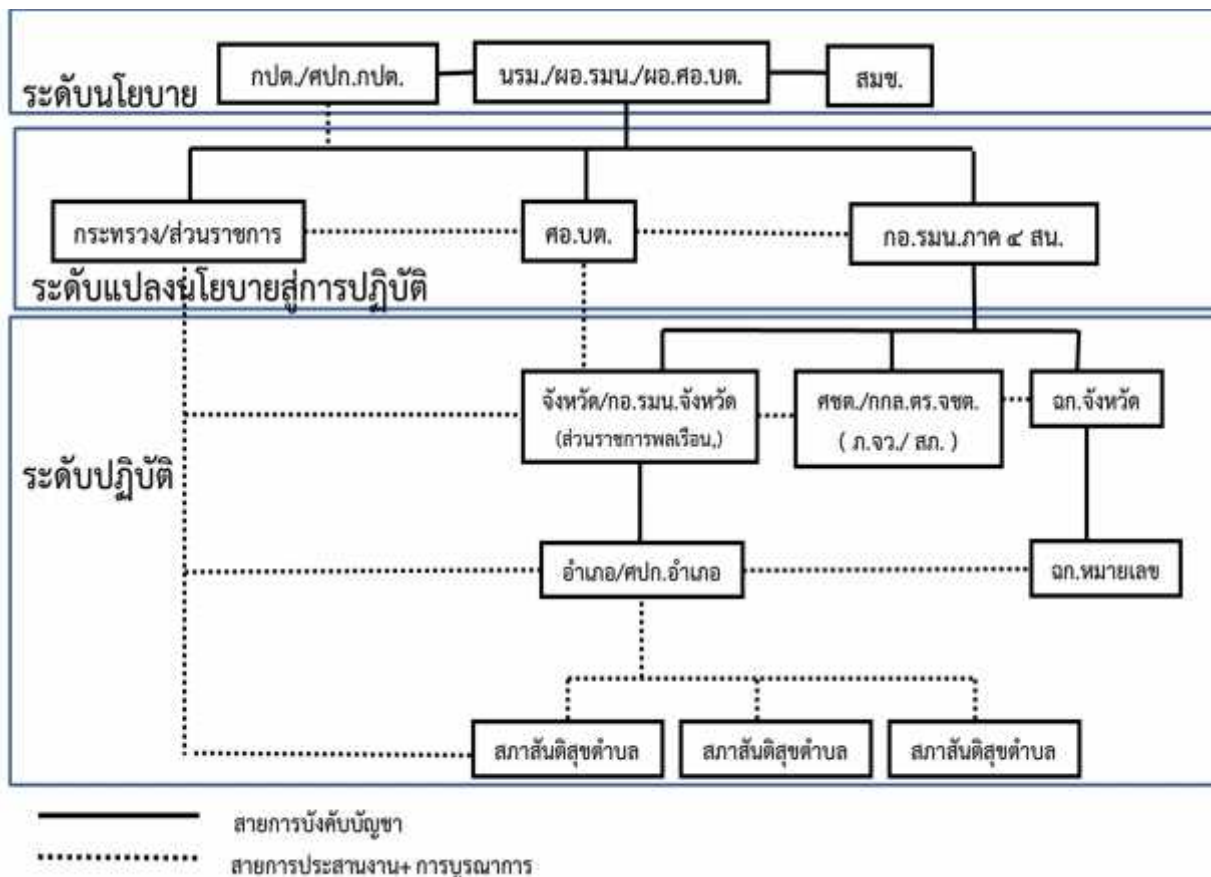 กปต./ศปก.กปต.
นรม./ผอ.รมน./ผอ.ศอ.บต.
สมช.
ระดับนโยบาย
กระทรวง/ส่วนราชการ
ศอ.บต.
กอ.รมน.ภาค ๔ สน.
ระดับแปลงนโยบายสู่การปฏิบัติ
จังหวัด/กอ.รมน.จังหวัด
(ส่วนราชการพลเรือน,)
ศชต./กกล.ตร.จชต.
( ภ.จว./ สภ. )
ฉก.จังหวัด
ระดับปฏิบัติ
อำเภอ/ศปก.อำเภอ
ฉก.หมายเลข
สภาสันติสุขตำบล
สภาสันติสุขตำบล
สภาสันติสุขตำบล
สายการบังคับบัญชา
สายการประสานงาน+ การบูรณาการ